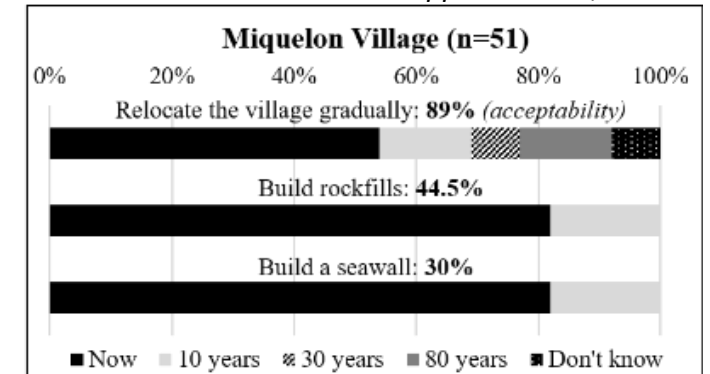 Miquelon Village (n=51)
0% 20% 40% 60% 80% 100%
Relocate the village gradually: 89% (acceptability)
Build rockfills: 44.5%
Build a seawall: 30%
Now 10 years 30 years 80 years Don't know